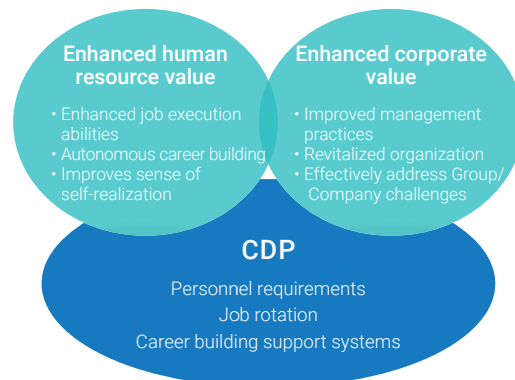 Enhanced human
resource value
• Enhanced job execution
abilities
• Autonomous career building
• Improves sense of
self-realization
Enhanced corporate
value
• Improved management
practices
• Revitalized organization
• Effectively address Group/
Company challenges
CDP
Personnel requirements
Job rotation
Career building support systems